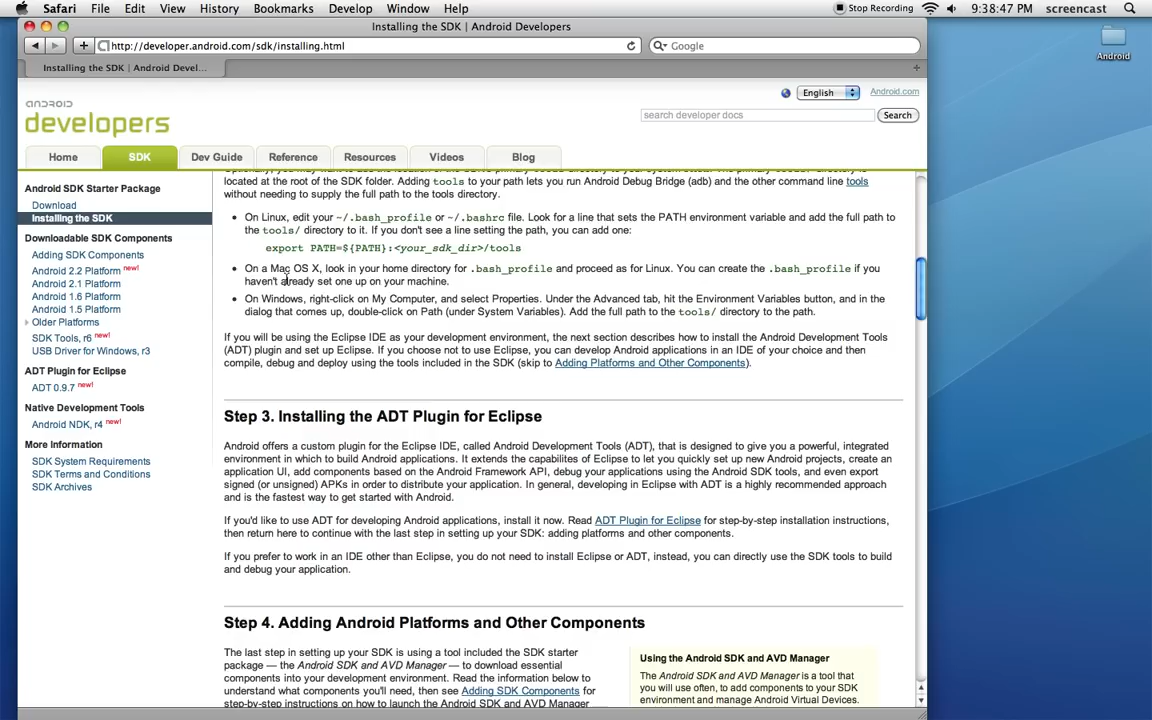 Safari File Edit View History Bookmarks Develop Window Help Stop Recording 9:38:47 PM screencast
Installing the SDK | Android Developers
http://developer.android.com/sdk/installing.html Google
Installing the SDK | Android Devel...
Android
English Android.com
ANDROID
developers
search developer docs Search
Home SDK Dev Guide Reference Resources Videos Blog
Android SDK Starter Package
Download
Installing the SDK
Downloadable SDK Components
Adding SDK Components
Android 2.2 Platform new!
Android 2.1 Platform
Android 1.6 Platform
Android 1.5 Platform
Older Platforms
SDK Tools, r6 new!
USB Driver for Windows, r3
ADT Plugin for Eclipse
ADT 0.9.7 new!
Native Development Tools
Android NDK, r4 new!
More Information
SDK System Requirements
SDK Terms and Conditions
SDK Archives
located at the root of the SDK folder. Adding tools to your path lets you run Android Debug Bridge (adb) and the other command line tools
without needing to supply the full path to the tools directory.
• On Linux, edit your ~/.bash_profile or ~/.bashrc file. Look for a line that sets the PATH environment variable and add the full path to
the tools/ directory to it. If you don't see a line setting the path, you can add one:
export PATH=${PATH}:<your_sdk_dir>/tools
• On a Mac OS X, look in your home directory for .bash_profile and proceed as for Linux. You can create the .bash_profile if you
haven't already set one up on your machine.
• On Windows, right-click on My Computer, and select Properties. Under the Advanced tab, hit the Environment Variables button, and in the
dialog that comes up, double-click on Path (under System Variables). Add the full path to the tools/ directory to the path.
If you will be using the Eclipse IDE as your development environment, the next section describes how to install the Android Development Tools
(ADT) plugin and set up Eclipse. If you choose not to use Eclipse, you can develop Android applications in an IDE of your choice and then
compile, debug and deploy using the tools included in the SDK (skip to Adding Platforms and Other Components).
Step 3. Installing the ADT Plugin for Eclipse
Android offers a custom plugin for the Eclipse IDE, called Android Development Tools (ADT), that is designed to give you a powerful, integrated
environment in which to build Android applications. It extends the capabilites of Eclipse to let you quickly set up new Android projects, create an
application UI, add components based on the Android Framework API, debug your applications using the Android SDK tools, and even export
signed (or unsigned) APKs in order to distribute your application. In general, developing in Eclipse with ADT is a highly recommended approach
and is the fastest way to get started with Android.
If you'd like to use ADT for developing Android applications, install it now. Read ADT Plugin for Eclipse for step-by-step installation instructions,
then return here to continue with the last step in setting up your SDK: adding platforms and other components.
If you prefer to work in an IDE other than Eclipse, you do not need to install Eclipse or ADT, instead, you can directly use the SDK tools to build
and debug your application.
Step 4. Adding Android Platforms and Other Components
The last step in setting up your SDK is using a tool included the SDK starter
package — the Android SDK and AVD Manager — to download essential
components into your development environment. Read the information below to
understand what components you'll need, then see Adding SDK Components for
step-by-step instructions on how to launch the Android SDK and AVD Manager
Using the Android SDK and AVD Manager
The Android SDK and AVD Manager is a tool that
you will use often, to add components to your SDK
environment and manage Android Virtual Devices.